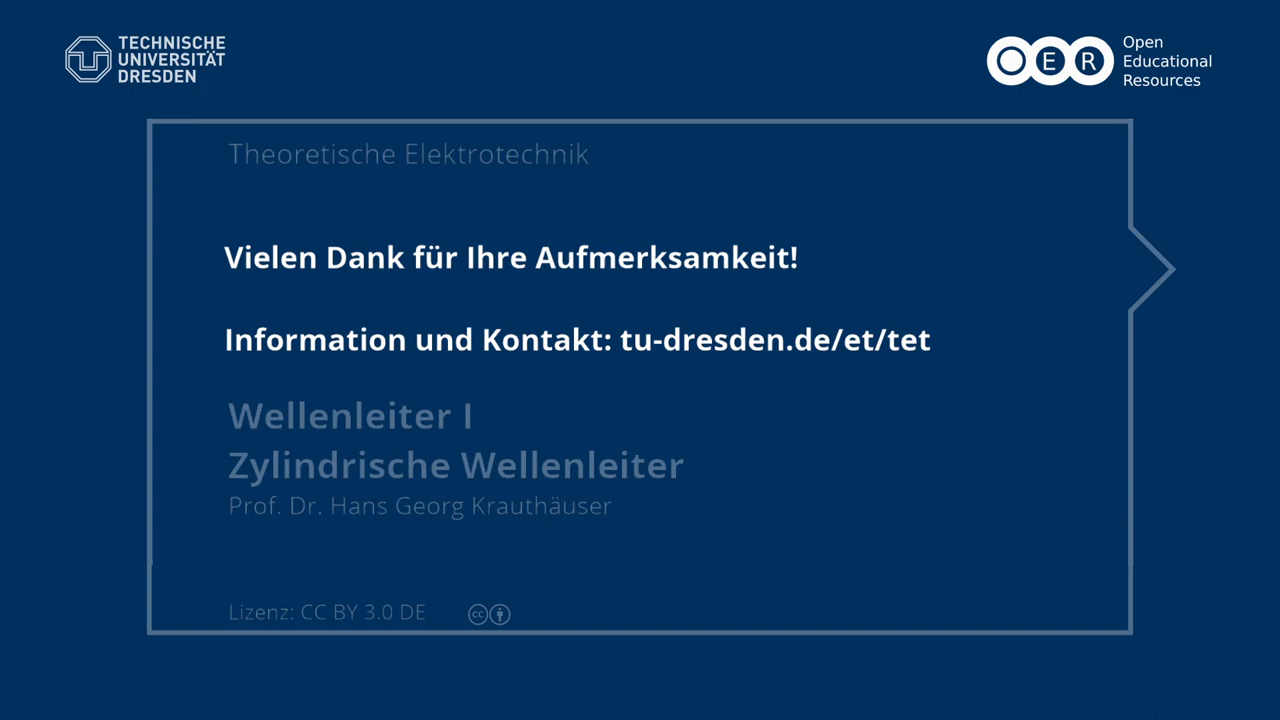 TECHNISCHE
UNIVERSITÄT
DRESDEN
OER
Open
Educational
Resources
Theoretische Elektrotechnik
Vielen Dank für Ihre Aufmerksamkeit!
Information und Kontakt: tu-dresden.de/et/tet
Wellenleiter I
Zylindrische Wellenleiter
Prof. Dr. Hans Georg Krauthäuser
Lizenz: CC BY 3.0 DE cc